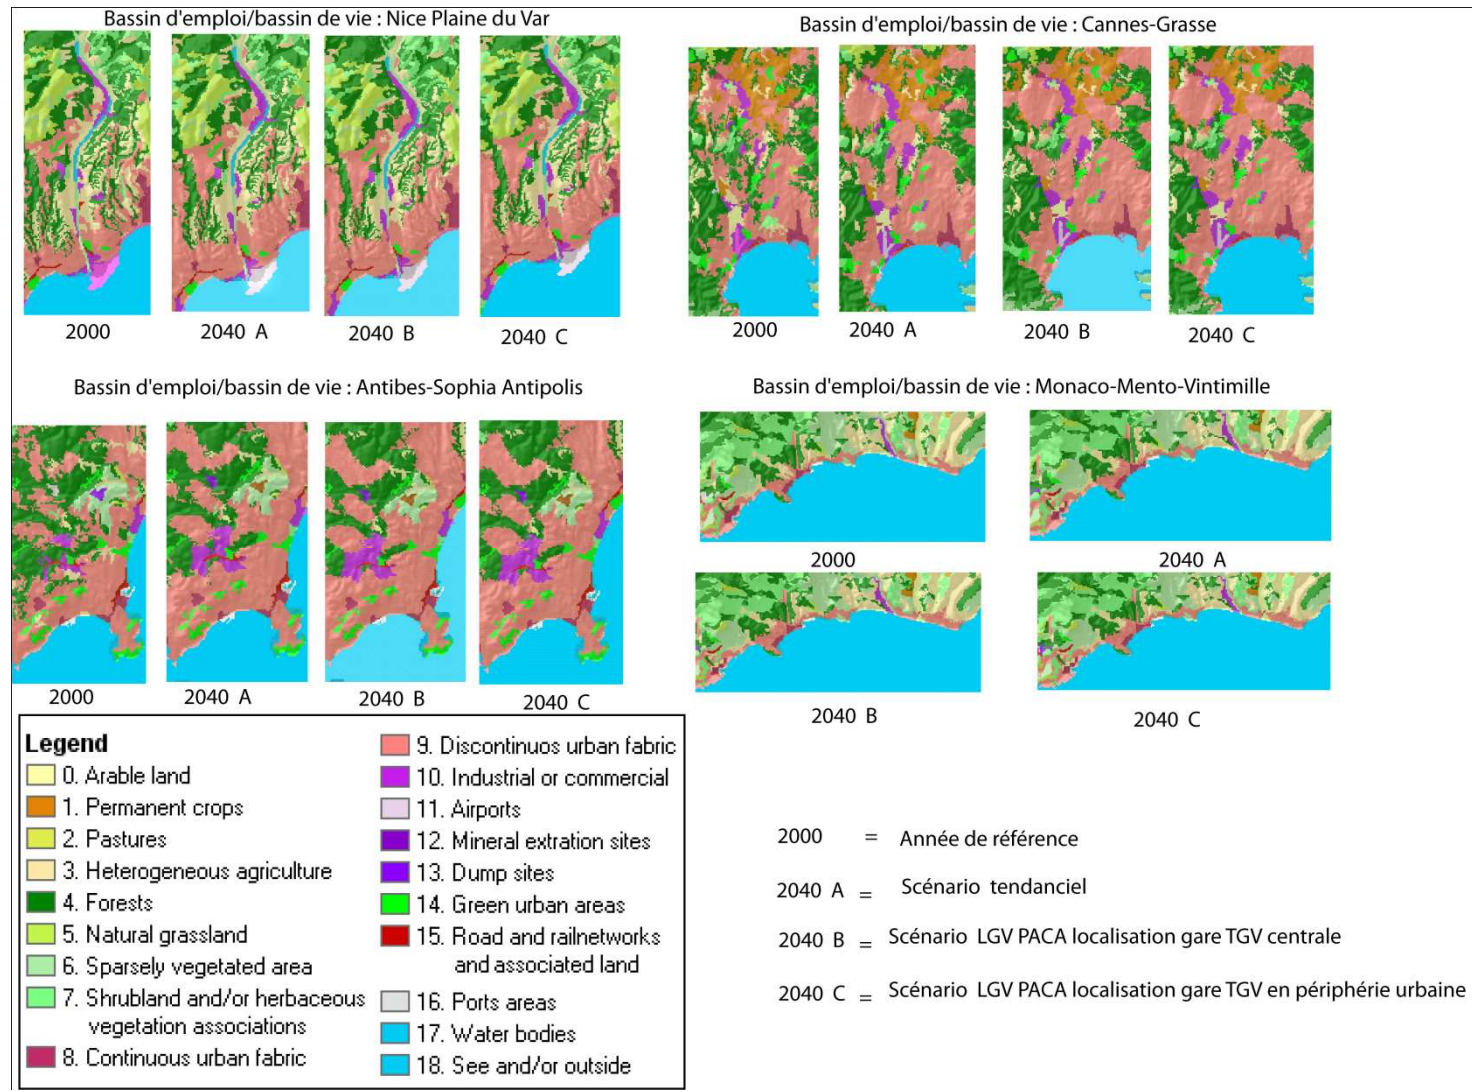 Bassin d'emploi/bassin de vie : Nice Plaine du Var
Bassin d'emploi/bassin de vie : Cannes-Grasse
2000
2040 A
2040 B
2040 C
2000
2040 A
2040 B
2040 C
Bassin d'emploi/bassin de vie : Antibes-Sophia Antipolis
Bassin d'emploi/bassin de vie : Monaco-Mento-Vintimille
2000
2040 A
2040 B
2040 C
2000
2040 A
2040 B
2040 C
Legend
0. Arable land
1. Permanent crops
2. Pastures
3. Heterogeneous agriculture
4. Forests
5. Natural grassland
6. Sparsely vegetated area
7. Shrubland and/or herbaceous
vegetation associations
8. Continuous urban fabric
9. Discontinuos urban fabric
10. Industrial or commercial
11. Airports
12. Mineral extration sites
13. Dump sites
14. Green urban areas
15. Road and railnetworks
and associated land
16. Ports areas
17. Water bodies
18. See and/or outside
2000 = Année de référence
2040 A = Scénario tendanciel
2040 B = Scénario LGV PACA localisation gare TGV centrale
2040 C = Scénario LGV PACA localisation gare TGV en périphérie urbaine